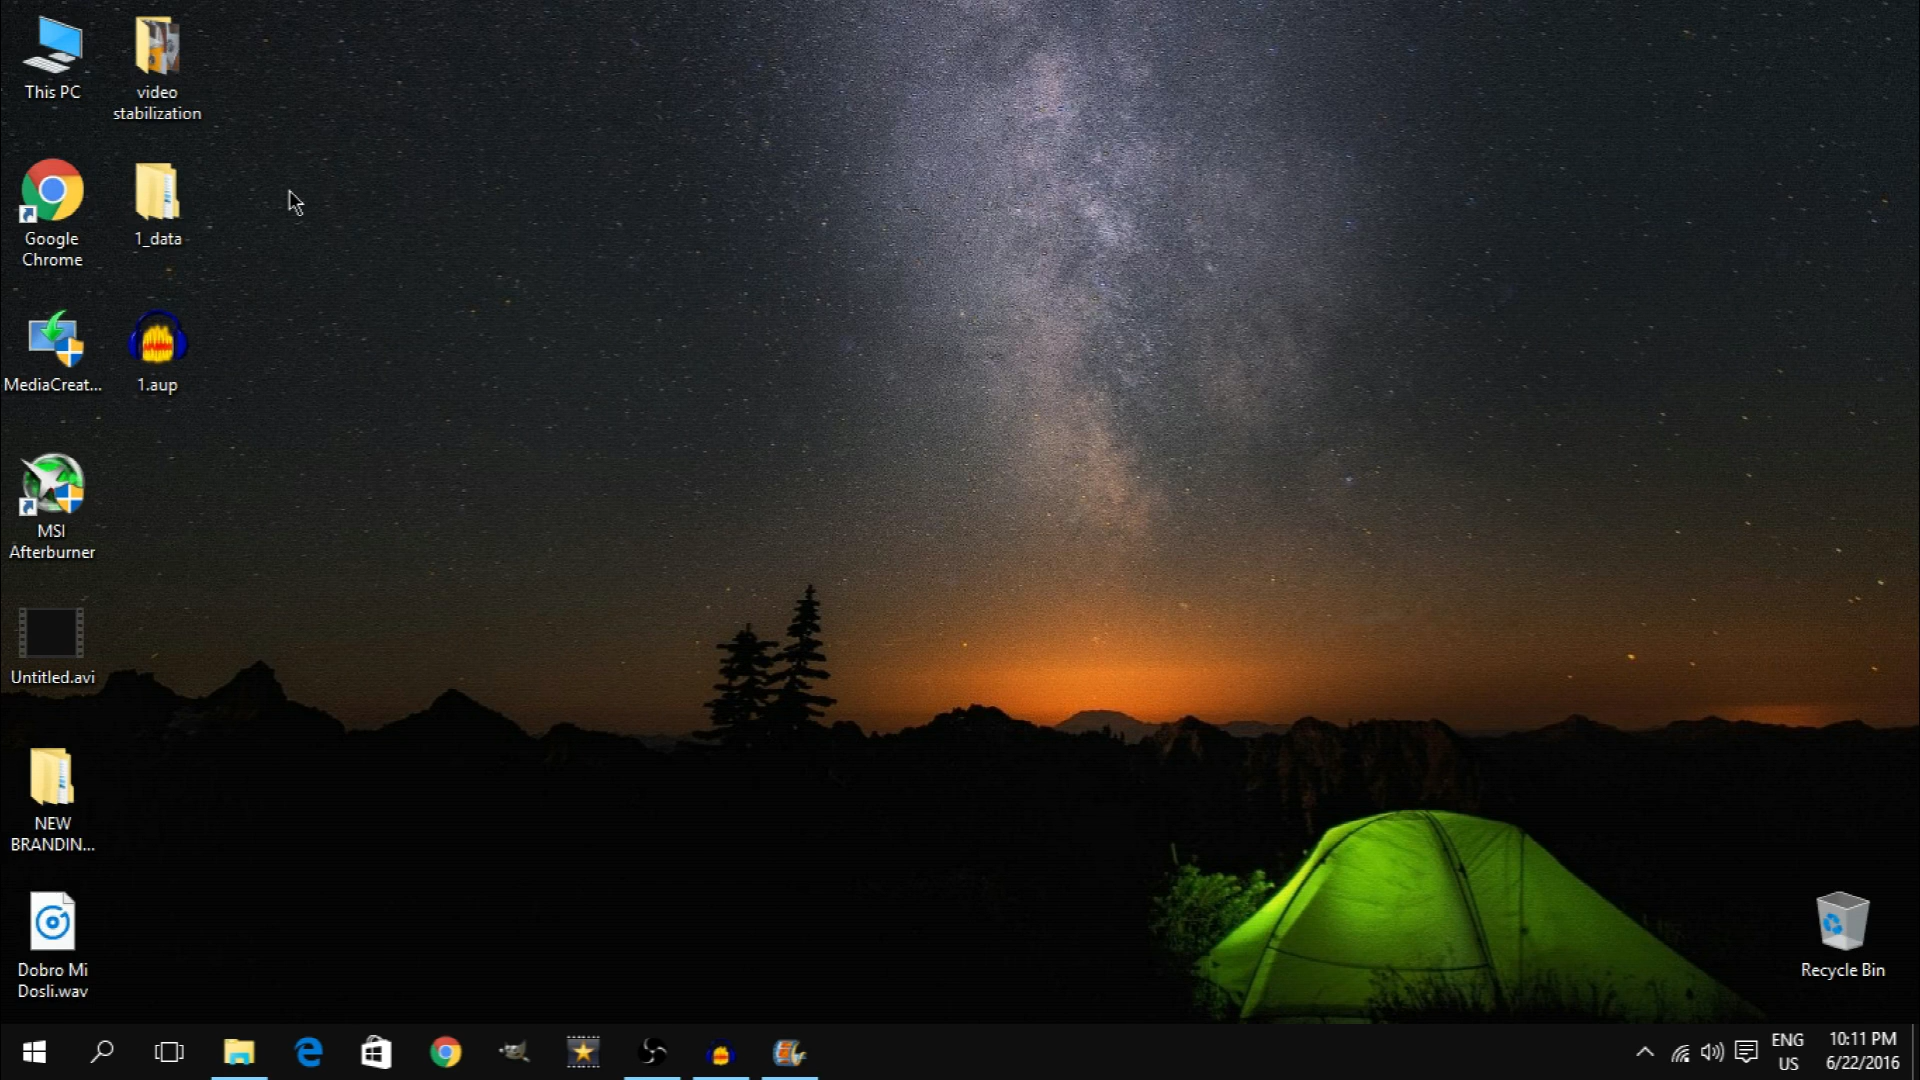 This PC
video
stabilization
Google
Chrome
1_data
MediaCreat...
1.aup
MSI
Afterburner
Untitled.avi
NEW
BRANDIN...
Dobro Mi
Dosli.wav
Recycle Bin
ENG
US
10:11 PM
6/22/2016